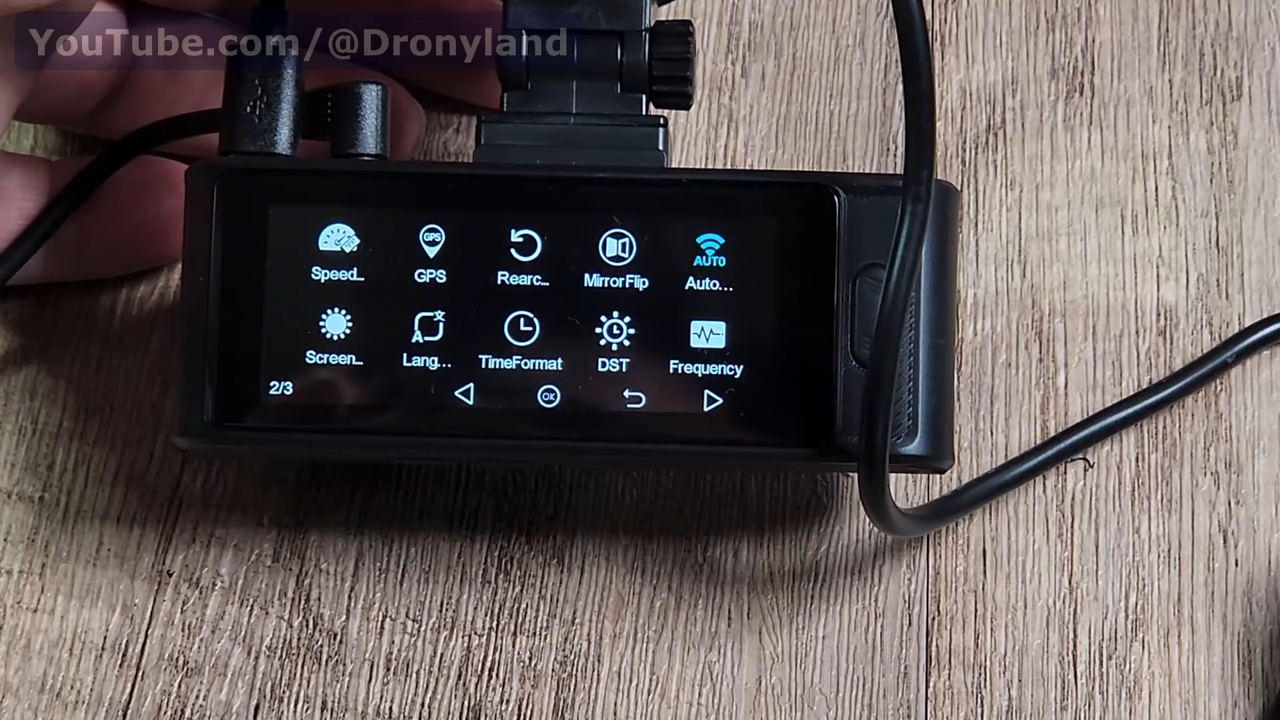 YouTube.com/@Dronyland
Speed...
GPS
GPS
Rearc...
MirrorFlip
AUTO
Auto...
Screen...
A
Lang...
TimeFormat
DST
Frequency
2/3
OK